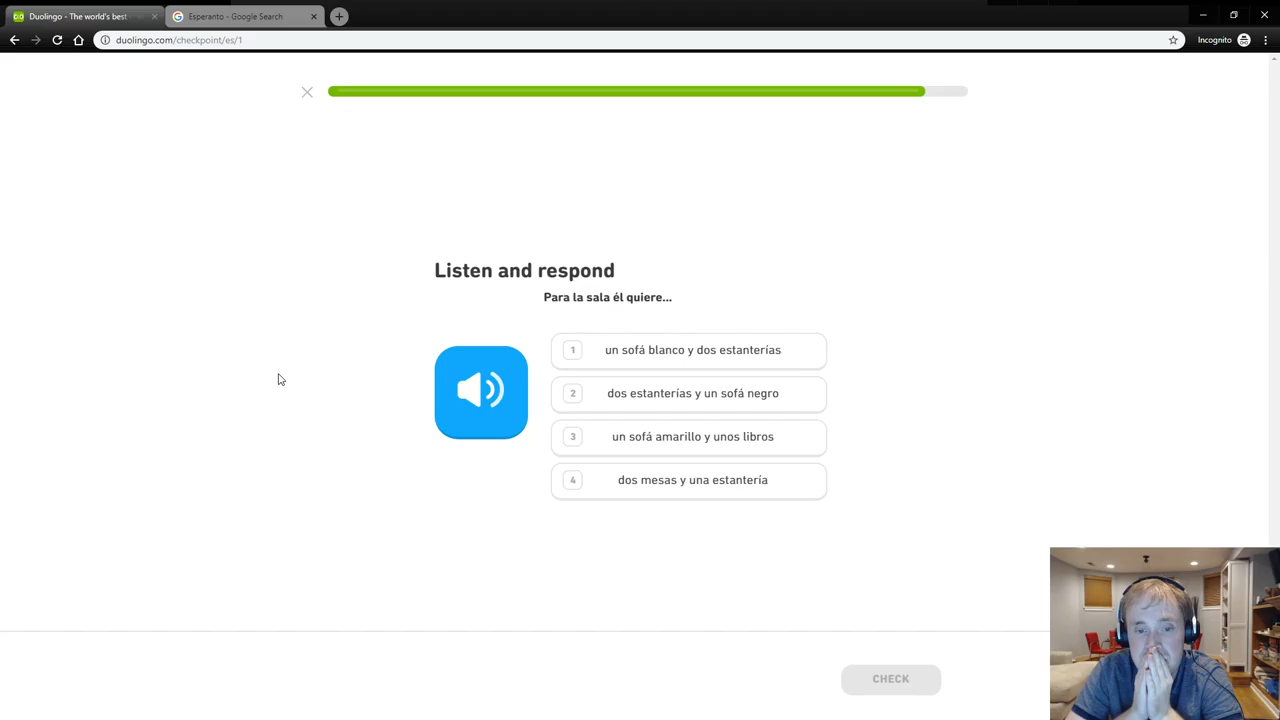 Duolingo - The world's best
Esperanto - Google Search
duolingo.com/checkpoint/es/1
Incognito
Listen and respond
Para la sala él quiere...
1 un sofá blanco y dos estanterías
2 dos estanterías y un sofá negro
3 un sofá amarillo y unos libros
4 dos mesas y una estantería
CHECK